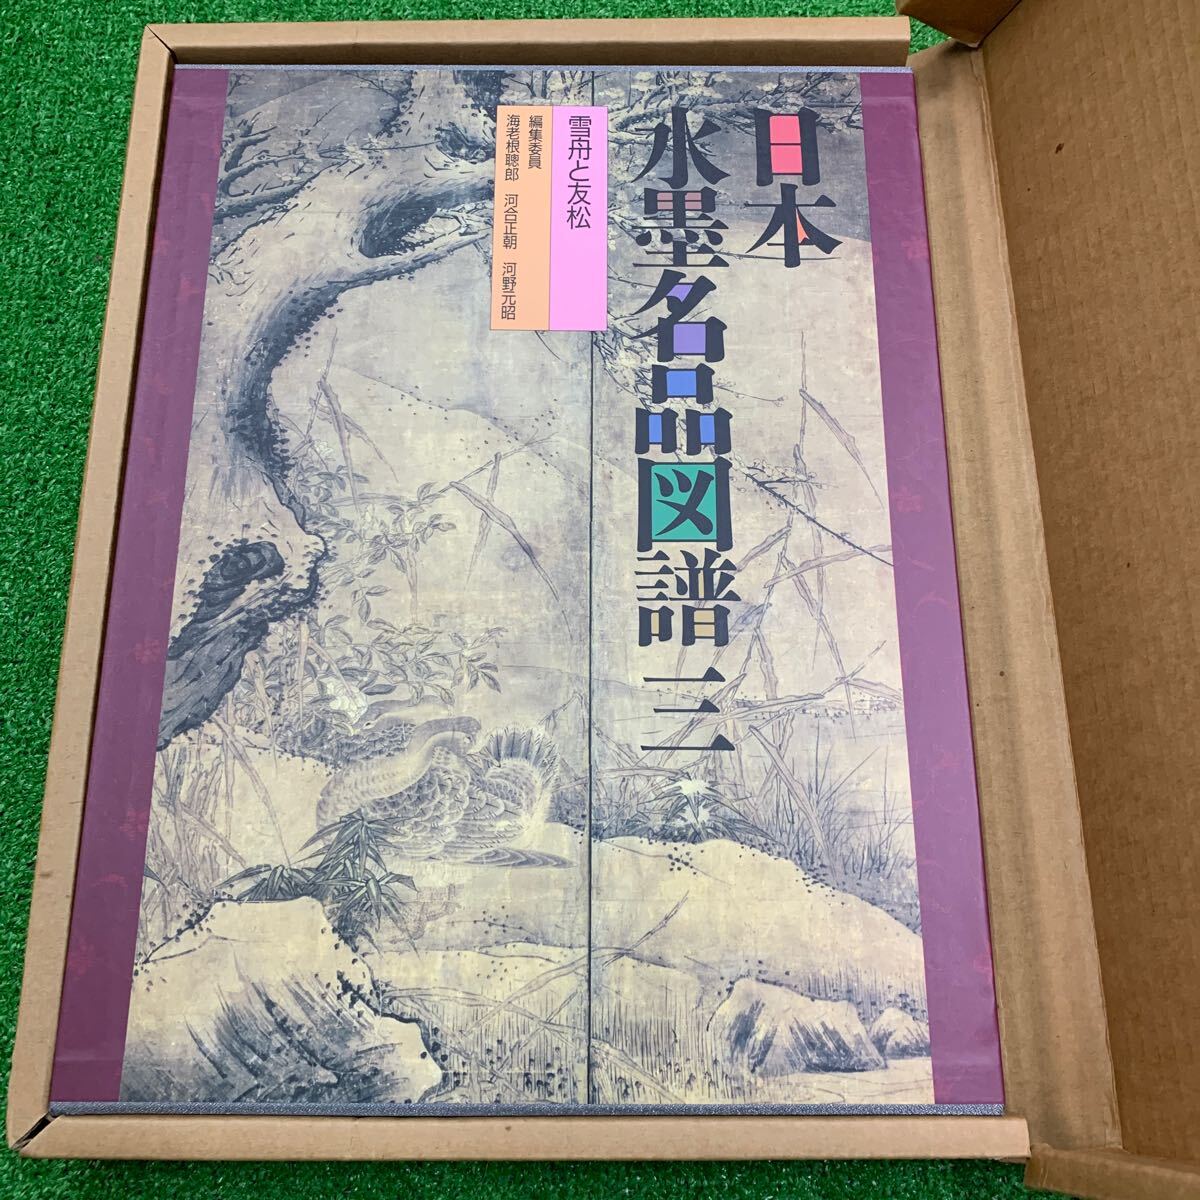 日本
水墨名品図譜 三
雪舟と友松
編集委員
海老根聰郎 河合正朝 河野元昭